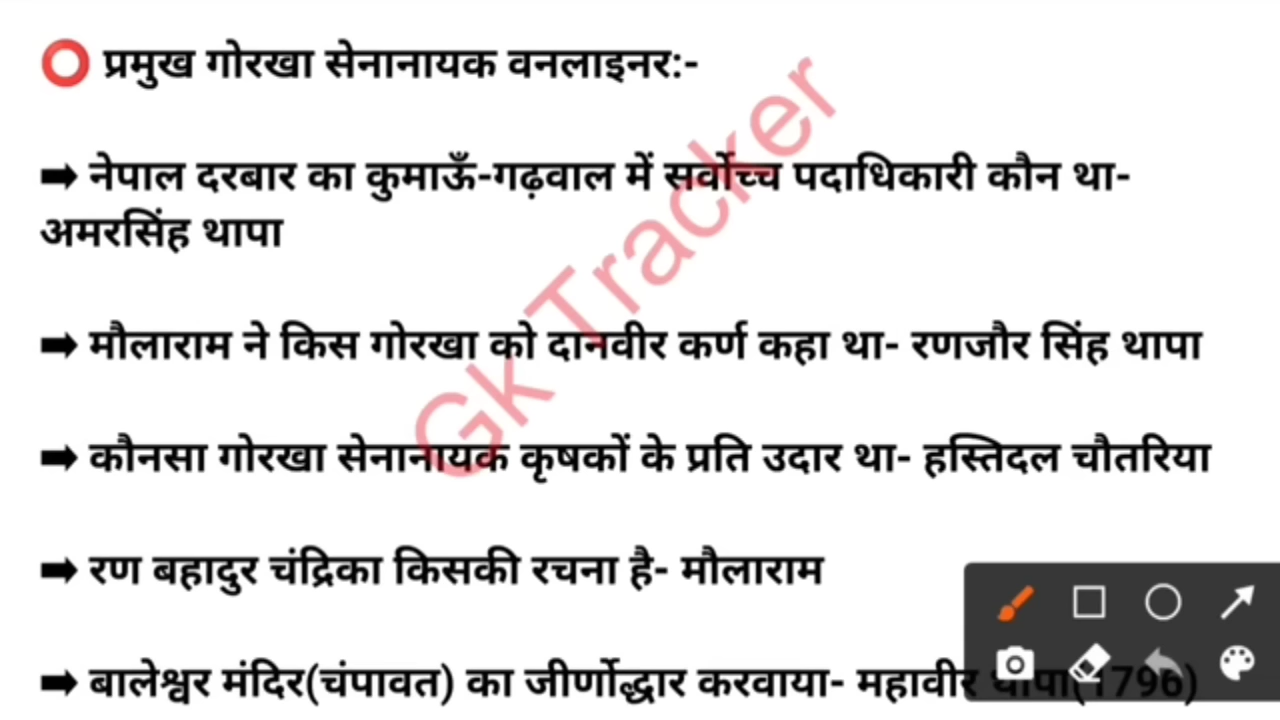 प्रमुख गोरखा सेनानायक वनलाइनर:-
➡ नेपाल दरबार का कुमाऊँ-गढ़वाल में सर्वोच्च पदाधिकारी कौन था-
अमरसिंह थापा
➡ मौलाराम ने किस गोरखा को दानवीर कर्ण कहा था- रणजौर सिंह थापा
➡ कौनसा गोरखा सेनानायक कृषकों के प्रति उदार था- हस्तिदल चौतरिया
➡ रण बहादुर चंद्रिका किसकी रचना है- मौलाराम
➡ बालेश्वर मंदिर(चंपावत) का जीर्णोद्धार करवाया- महावीर थापा(1796)
Gk Tracker